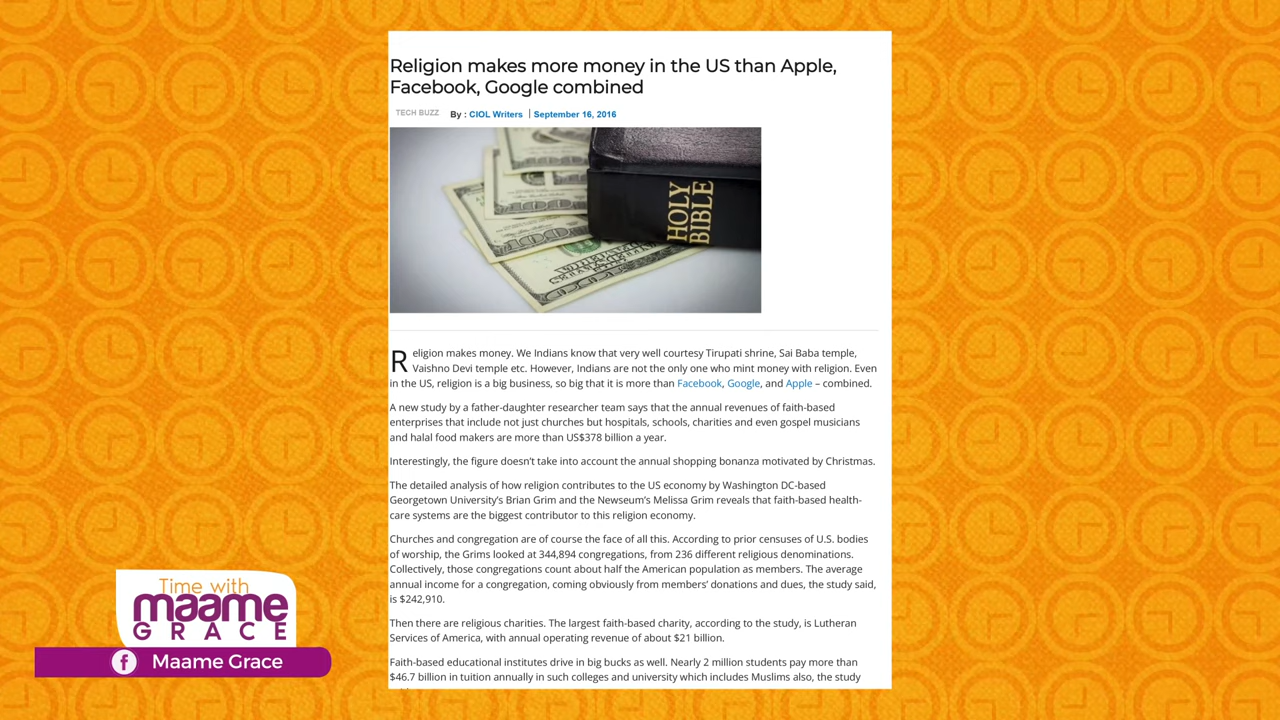 Religion makes more money in the US than Apple,
Facebook, Google combined
TECH BUZZ By : CIOL Writers | September 16, 2016
HOLY
BIBLE
100
100
100
Religion makes money. We Indians know that very well courtesy Tirupati shrine, Sai Baba temple,
Vaishno Devi temple etc. However, Indians are not the only one who mint money with religion. Even
in the US, religion is a big business, so big that it is more than Facebook, Google, and Apple – combined.
A new study by a father-daughter researcher team says that the annual revenues of faith-based
enterprises that include not just churches but hospitals, schools, charities and even gospel musicians
and halal food makers are more than US$378 billion a year.
Interestingly, the figure doesn't take into account the annual shopping bonanza motivated by Christmas.
The detailed analysis of how religion contributes to the US economy by Washington DC-based
Georgetown University's Brian Grim and the Newseum's Melissa Grim reveals that faith-based health-
care systems are the biggest contributor to this religion economy.
Churches and congregation are of course the face of all this. According to prior censuses of U.S. bodies
of worship, the Grims looked at 344,894 congregations, from 236 different religious denominations.
Collectively, those congregations count about half the American population as members. The average
annual income for a congregation, coming obviously from members' donations and dues, the study said,
is $242,910.
Then there are religious charities. The largest faith-based charity, according to the study, is Lutheran
Services of America, with annual operating revenue of about $21 billion.
Faith-based educational institutes drive in big bucks as well. Nearly 2 million students pay more than
$46.7 billion in tuition annually in such colleges and university which includes Muslims also, the study
Time with
maame
GRACE
f Maame Grace